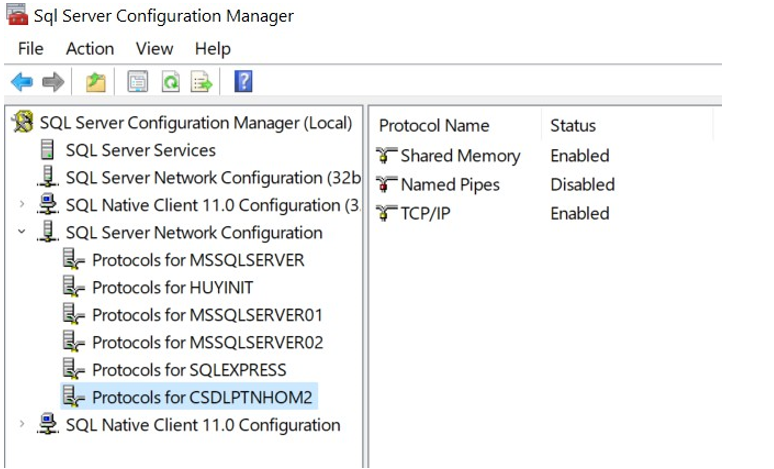 Sql Server Configuration Manager
File Action View Help
SQL Server Configuration Manager (Local)
SQL Server Services
SQL Server Network Configuration (32b
SQL Native Client 11.0 Configuration (3.
SQL Server Network Configuration
Protocols for MSSQLSERVER
Protocols for HUYINIT
Protocols for MSSQLSERVER01
Protocols for MSSQLSERVER02
Protocols for SQLEXPRESS
Protocols for CSDLPTNHOM2
SQL Native Client 11.0 Configuration
Protocol Name Status
Shared Memory Enabled
Named Pipes Disabled
TCP/IP Enabled